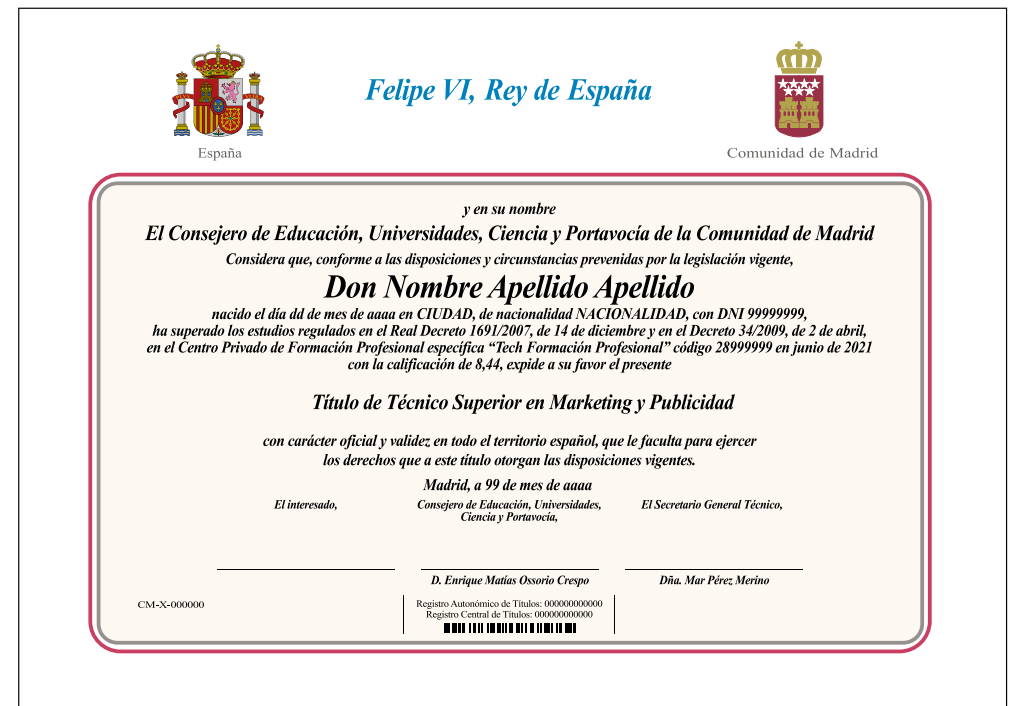 Felipe VI, Rey de España
España
Comunidad de Madrid
y en su nombre
El Consejero de Educación, Universidades, Ciencia y Portavocía de la Comunidad de Madrid
Considera que, conforme a las disposiciones y circunstancias prevenidas por la legislación vigente,
Don Nombre Apellido Apellido
nacido el día dd de mes de aaaa en CIUDAD, de nacionalidad NACIONALIDAD, con DNI 99999999,
ha superado los estudios regulados en el Real Decreto 1691/2007, de 14 de diciembre y en el Decreto 34/2009, de 2 de abril,
en el Centro Privado de Formación Profesional específica “Tech Formación Profesional” código 28999999 en junio de 2021
con la calificación de 8,44, expide a su favor el presente
Título de Técnico Superior en Marketing y Publicidad
con carácter oficial y validez en todo el territorio español, que le faculta para ejercer
los derechos que a este título otorgan las disposiciones vigentes.
Madrid, a 99 de mes de aaaa
El interesado,
Consejero de Educación, Universidades,
Ciencia y Portavocía,
El Secretario General Técnico,
D. Enrique Matías Ossorio Crespo
Dña. Mar Pérez Merino
CM-X-000000
Registro Autonómico de Títulos: 000000000000
Registro Central de Títulos: 000000000000